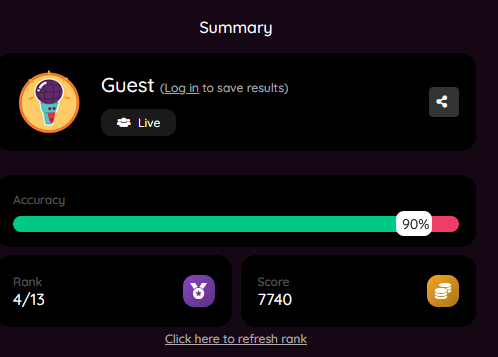 Summary
Guest (Log in to save results)
Live
Accuracy
90%
Rank
4/13
Score
7740
Click here to refresh rank